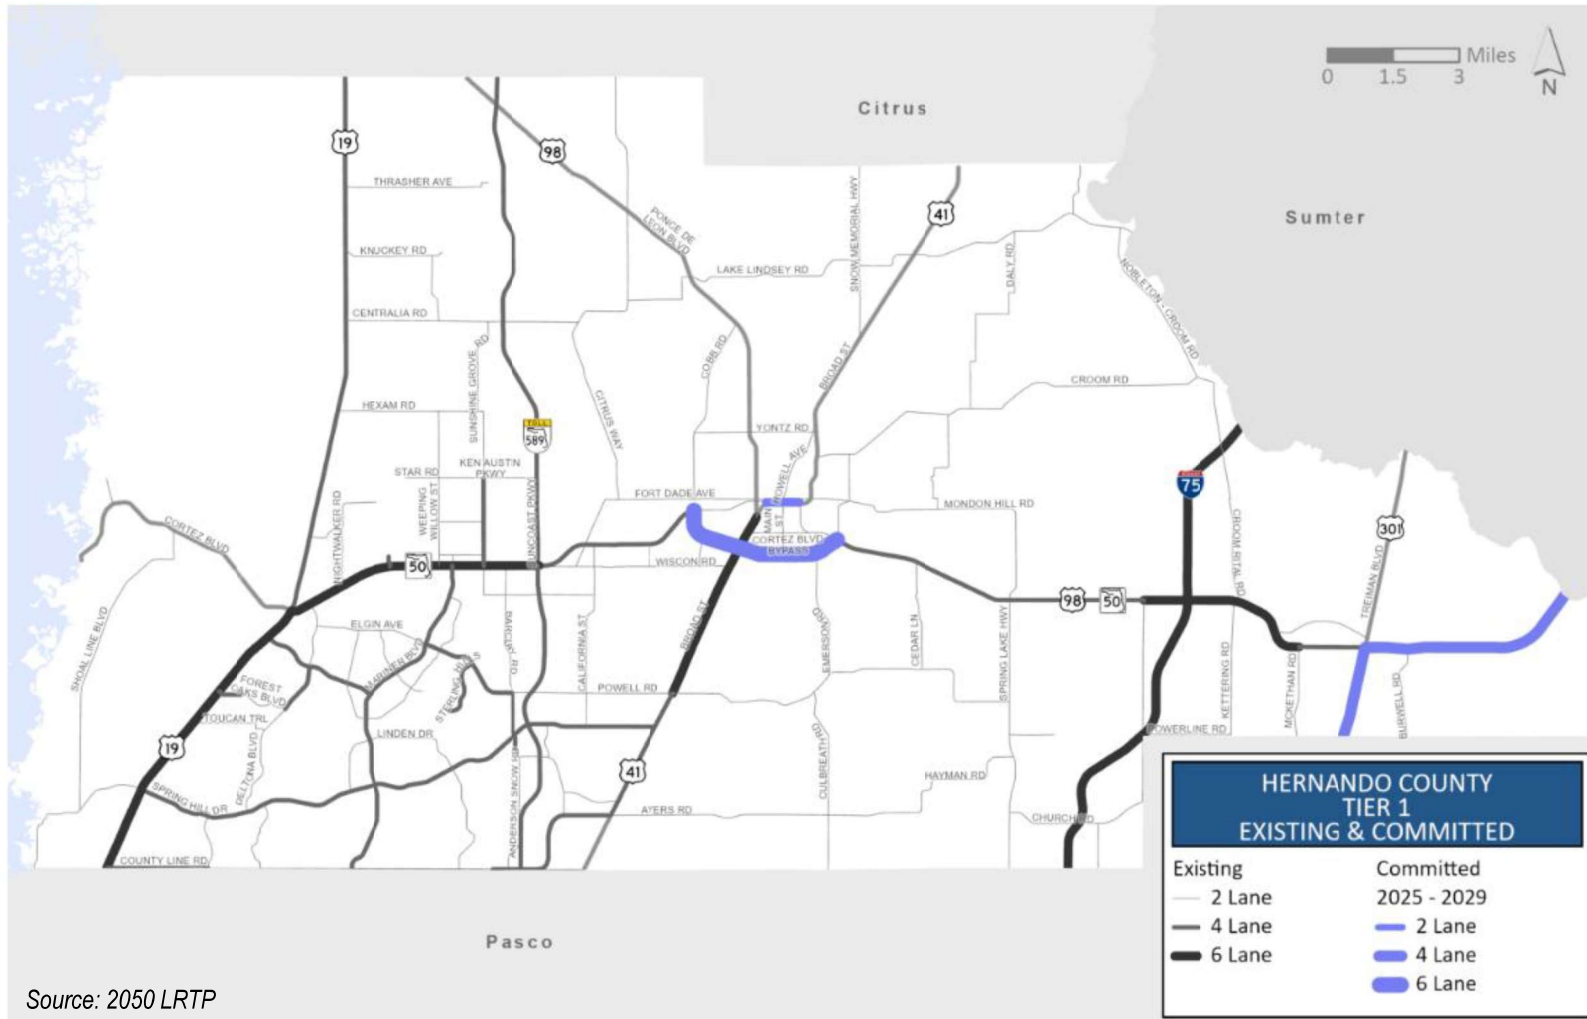 Miles
0 1.5 3
N
Citrus
Sumter
19
98
THRASHER AVE
PONCE DE
LEON BLVD
SNOW MEMORIAL HWY
41
KNUCKEY RD
LAKE LINDSEY RD
DALY RD
NOBLETON - CROOM RD
CENTRALIA RD
SUNSHINE GROVE RD
COBB RD
BROAD ST
CROOM RD
HEXAM RD
CITRUS WAY
TOLL
589
YONTZ RD
HOWELL AVE
STAR RD
KEN AUSTIN
PKWY
WEEPING
WILLOW ST
SUNCOAST PKWY
FORT DADE AVE
MAIN
ST
MONDON HILL RD
75
CROOM RITAL RD
301
TREIMAN BLVD
CORTEZ BLVD
NIGHTWALKER RD
50
WISCON RD
CORTEZ BLVD
BYPASS
98
50
SHOAL LINE BLVD
ELGIN AVE
MARINER BLVD
BARCLAY RD
CALIFORNIA ST
BROAD ST
EMERSON RD
CEDAR LN
SPRING LAKE HWY
KETTERING RD
MCKETHAN RD
BURWELL RD
FOREST
OAKS BLVD
STERLING HILLS
POWELL RD
TOUCAN TRL
LINDEN DR
POWERLINE RD
19
DELTONA BLVD
41
CULBREATH RD
HAYMAN RD
SPRING HILL DR
ANDERSON SNOW RD
AYERS RD
CHURCH RD
COUNTY LINE RD
Pasco
HERNANDO COUNTY
TIER 1
EXISTING & COMMITTED
Existing
2 Lane
4 Lane
6 Lane
Committed
2025 - 2029
2 Lane
4 Lane
6 Lane
Source: 2050 LRTP